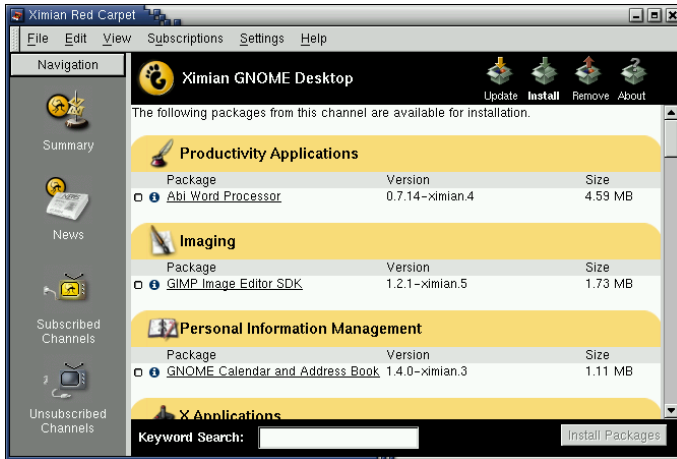 Ximian Red Carpet
File Edit View Subscriptions Settings Help
Navigation
Summary
News
Subscribed
Channels
Unsubscribed
Channels
Ximian GNOME Desktop
Update Install Remove About
The following packages from this channel are available for installation.
Productivity Applications
Package Version Size
Abi Word Processor 0.7.14-ximian.4 4.59 MB
Imaging
Package Version Size
GIMP Image Editor SDK 1.2.1-ximian.5 1.73 MB
Personal Information Management
Package Version Size
GNOME Calendar and Address Book 1.4.0-ximian.3 1.11 MB
X Applications
Keyword Search: Install Packages